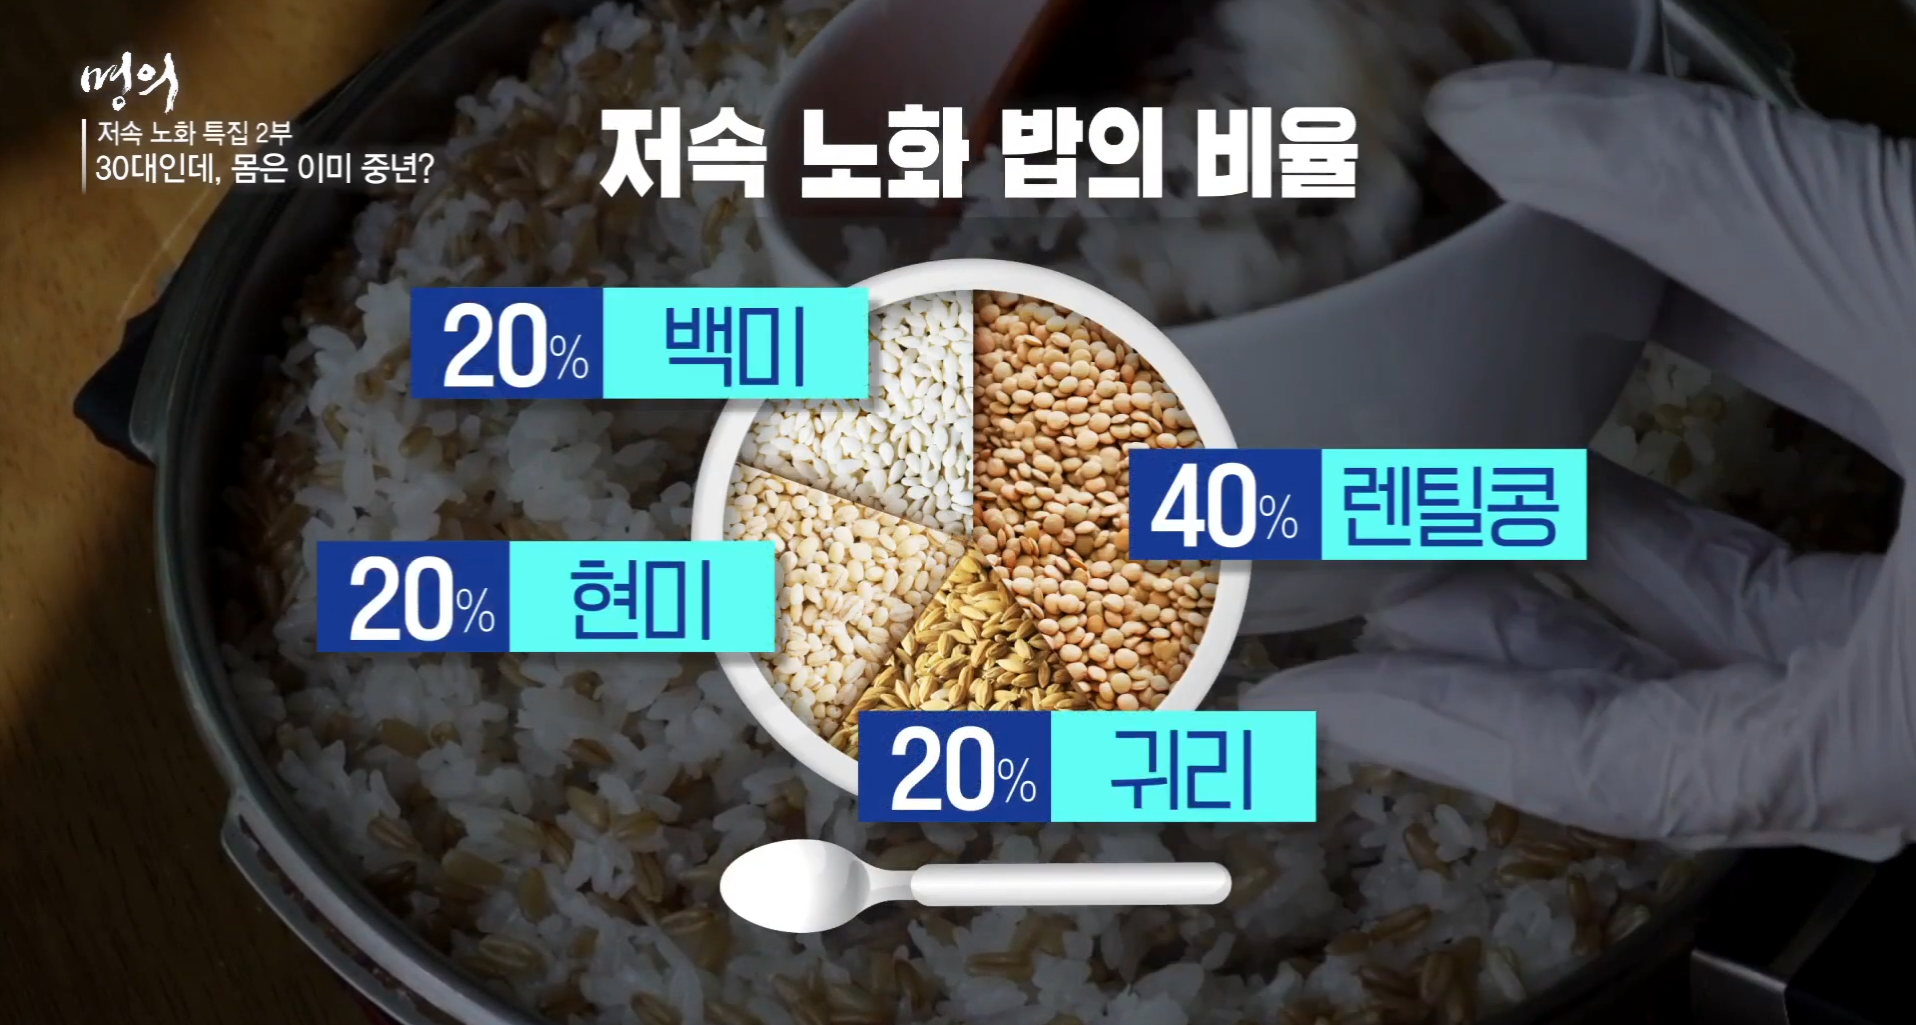 명의
저속 노화 특집 2부
30대인데, 몸은 이미 중년?
저속 노화 밥의 비율
20% 백미
40% 렌틸콩
20% 현미
20% 귀리